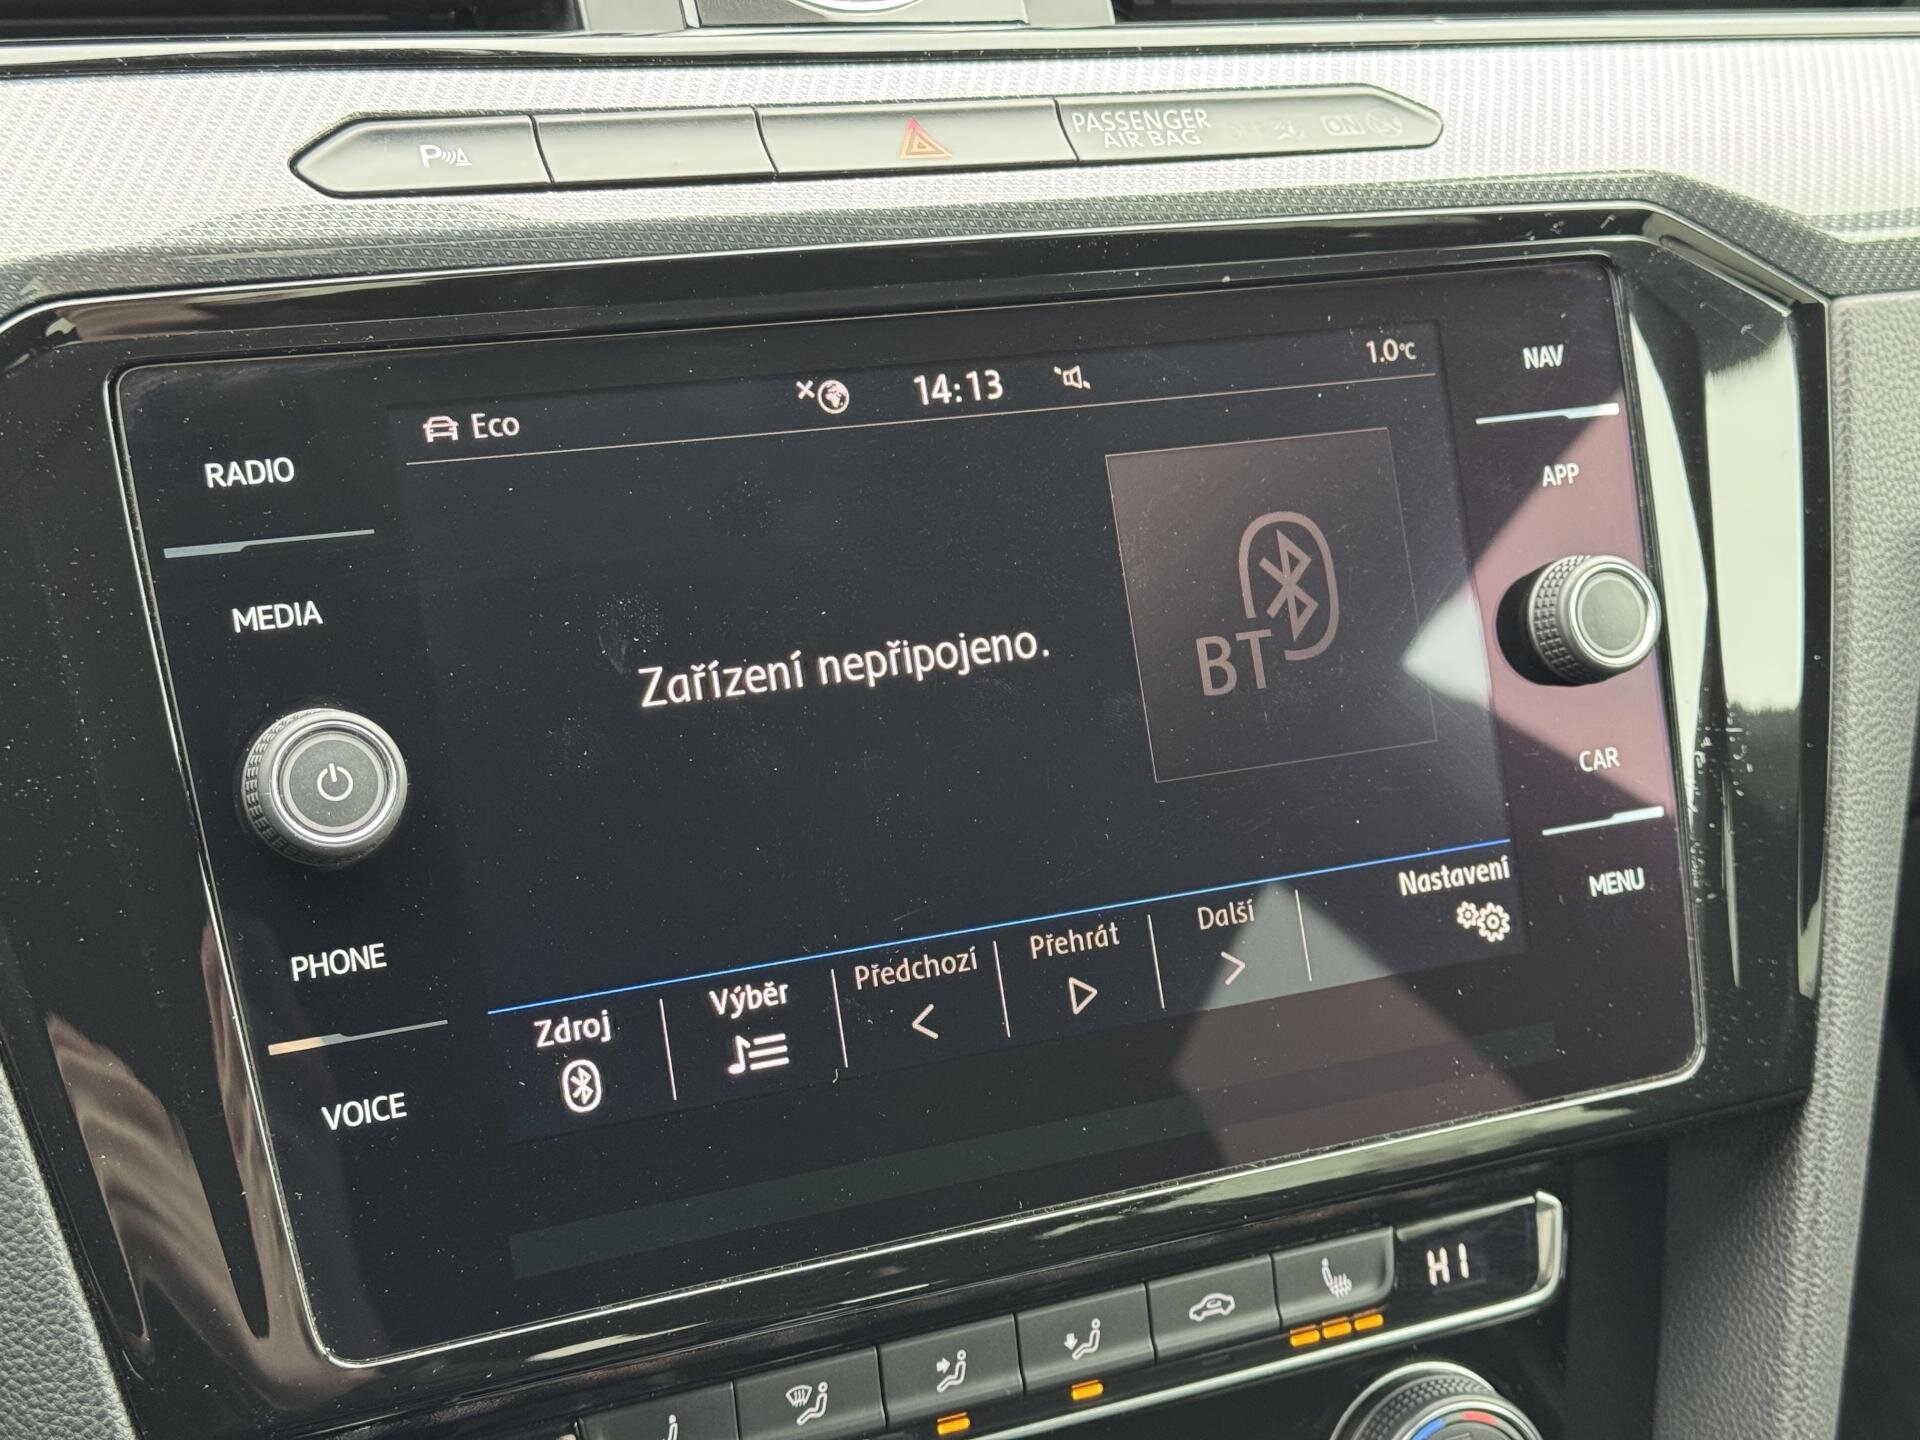 PASSENGER
AIR BAG
ON
Eco
14:13
1.0°C
RADIO
MEDIA
PHONE
VOICE
NAV
APP
CAR
MENU
Zařízení nepřipojeno.
BT
Zdroj
Výběr
Předchozí
Přehrát
Další
Nastavení
P
HI